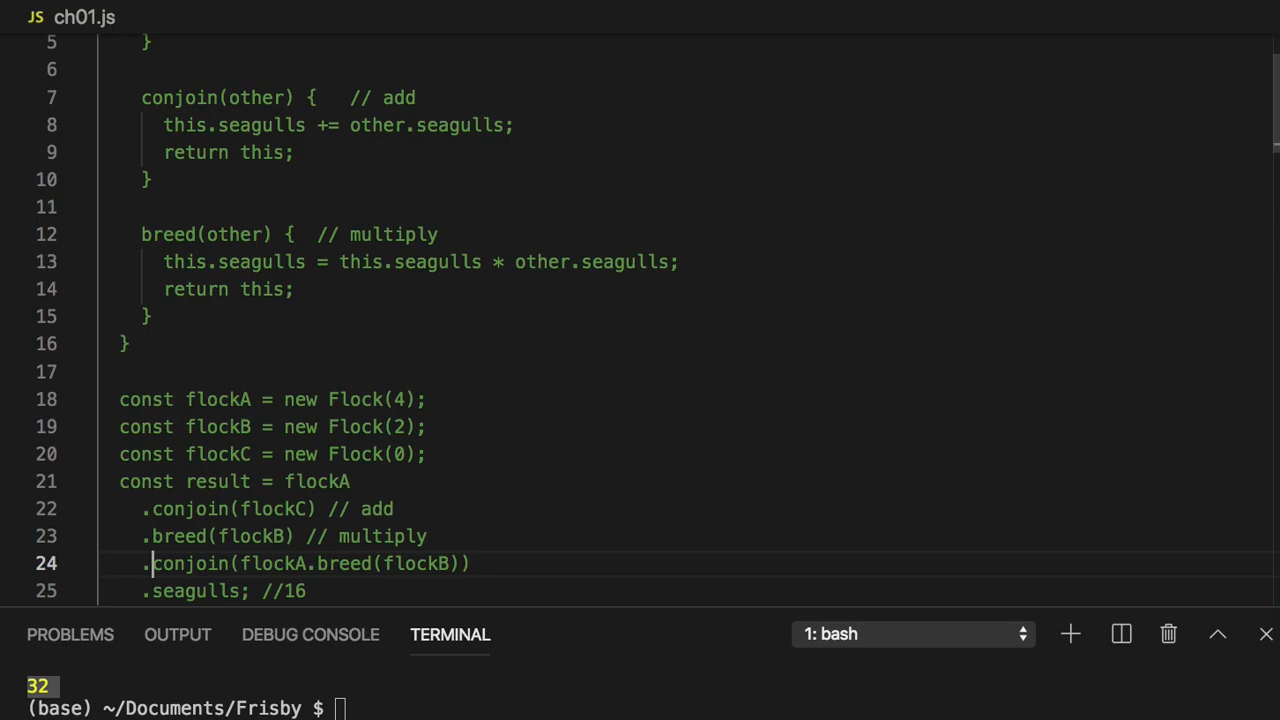 JS ch01.js
5 }
6
7 conjoin(other) { // add
8 this.seagulls += other.seagulls;
9 return this;
10 }
11
12 breed(other) { // multiply
13 this.seagulls = this.seagulls * other.seagulls;
14 return this;
15 }
16 }
17
18 const flockA = new Flock(4);
19 const flockB = new Flock(2);
20 const flockC = new Flock(0);
21 const result = flockA
22 .conjoin(flockC) // add
23 .breed(flockB) // multiply
24 .conjoin(flockA.breed(flockB))
25 .seagulls; //16
PROBLEMS OUTPUT DEBUG CONSOLE TERMINAL 1: bash
32
(base) ~/Documents/Frisby $